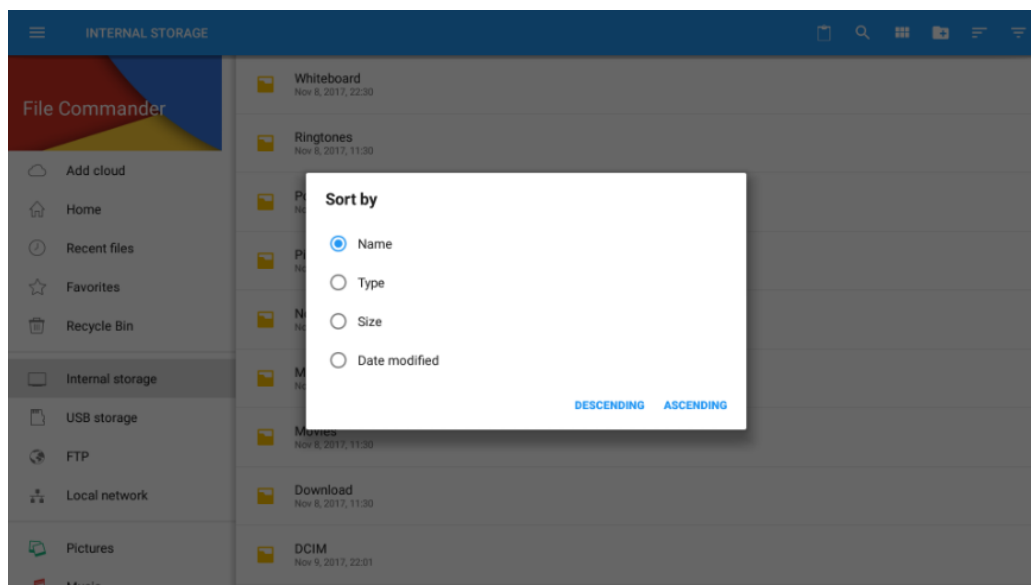 INTERNAL STORAGE
File Commander
Add cloud
Home
Recent files
Favorites
Recycle Bin
Internal storage
USB storage
FTP
Local network
Pictures
Whiteboard
Nov 8, 2017, 22:30
Ringtones
Nov 8, 2017, 11:30
Sort by
Name
Type
Size
Date modified
DESCENDING ASCENDING
Movies
Nov 8, 2017, 11:30
Download
Nov 8, 2017, 11:30
DCIM
Nov 9, 2017, 22:01